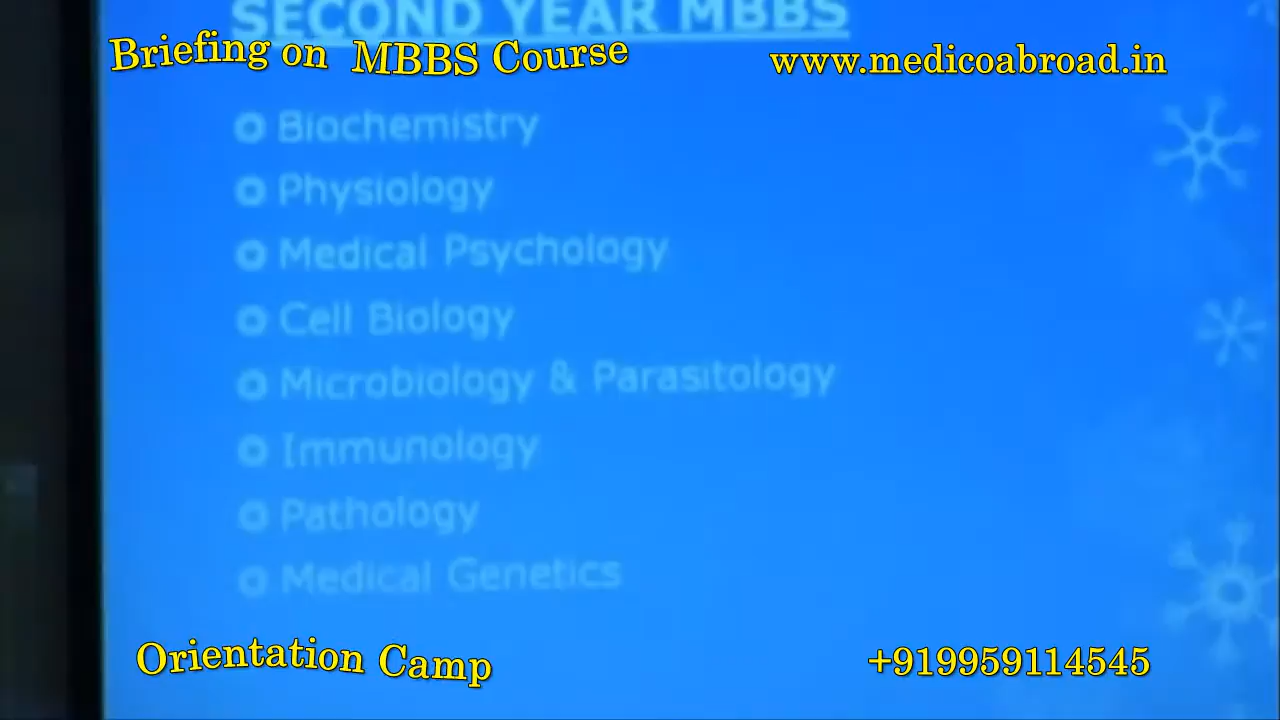 SECOND YEAR MBBS
Briefing on MBBS Course
www.medicoabroad.in
Biochemistry
Physiology
Medical Psychology
Cell Biology
Microbiology & Parasitology
Immunology
Pathology
Medical Genetics
Orientation Camp
+919959114545